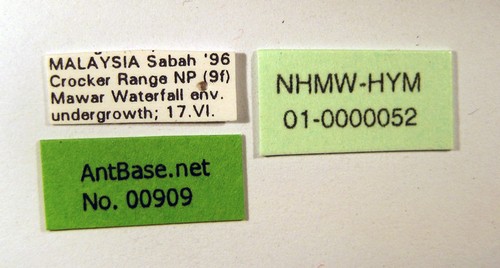 MALAYSIA Sabah '96
Crocker Range NP (9f)
Mawar Waterfall env.
undergrowth; 17.VI.
NHMW-HYM
01-0000052
AntBase.net
No. 00909